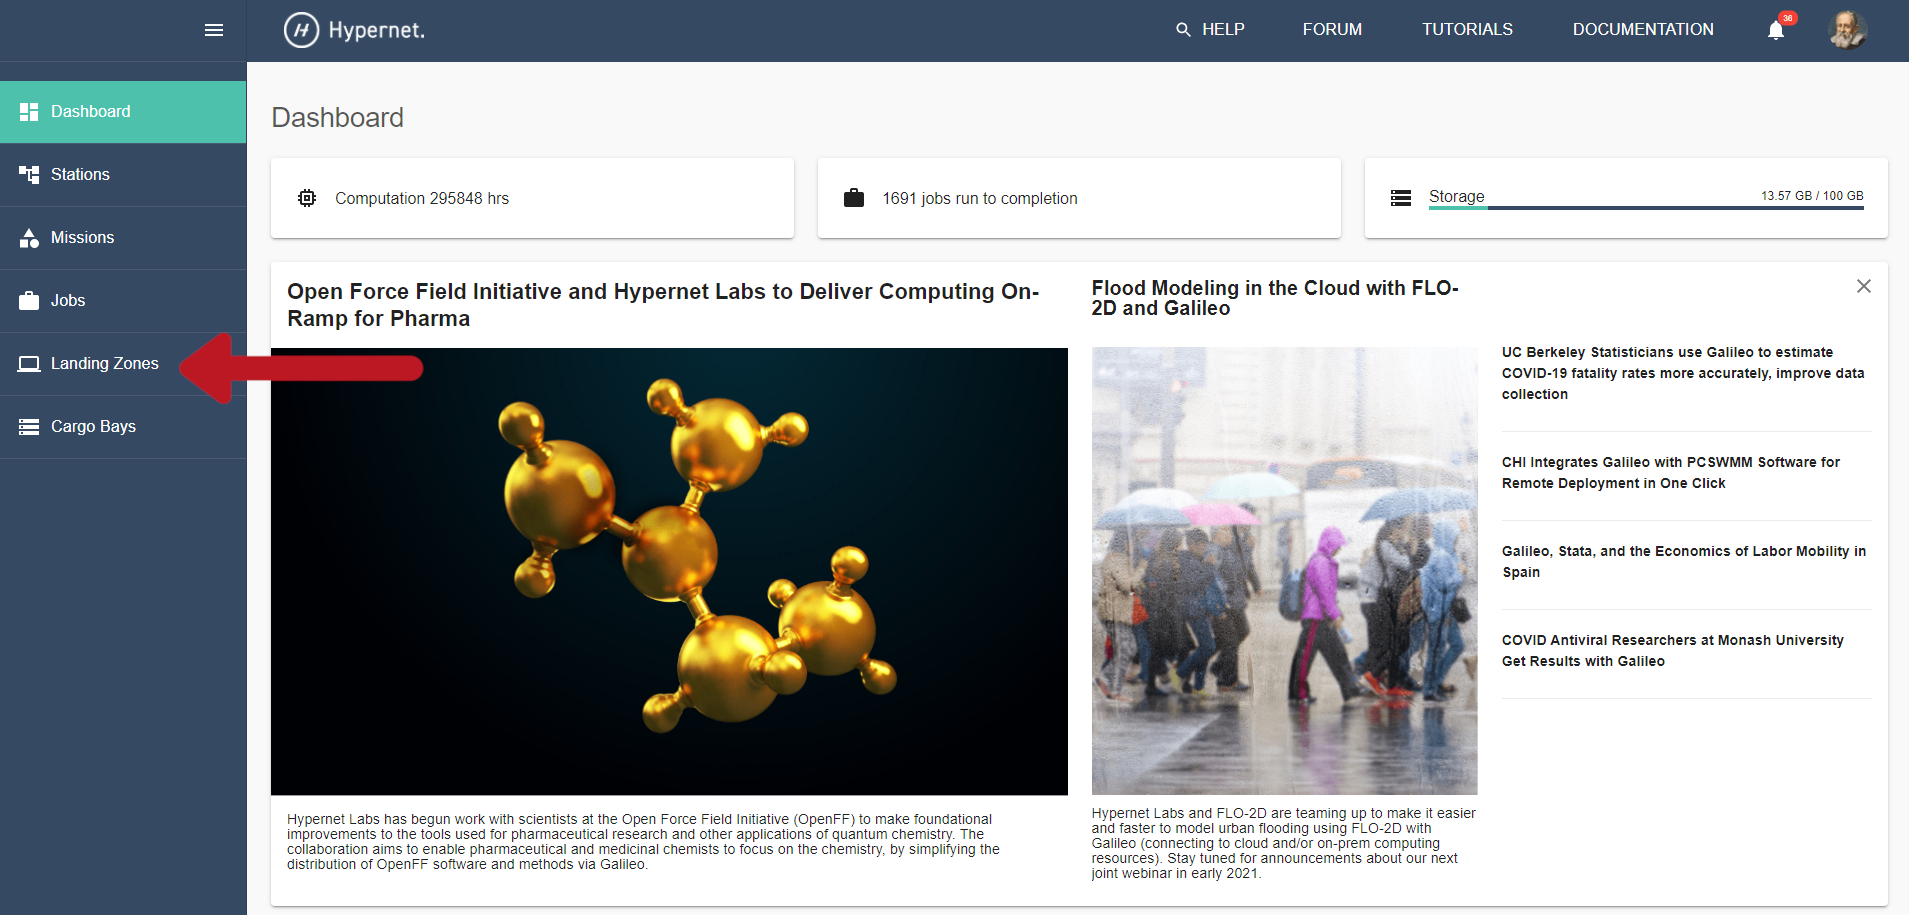 Hypernet.
HELP
FORUM
TUTORIALS
DOCUMENTATION
36
Dashboard
Stations
Missions
Jobs
Landing Zones
Cargo Bays
Dashboard
Computation 295848 hrs
1691 jobs run to completion
Storage
13.57 GB / 100 GB
Open Force Field Initiative and Hypernet Labs to Deliver Computing On-
Ramp for Pharma
Hypernet Labs has begun work with scientists at the Open Force Field Initiative (OpenFF) to make foundational
improvements to the tools used for pharmaceutical research and other applications of quantum chemistry. The
collaboration aims to enable pharmaceutical and medicinal chemists to focus on the chemistry, by simplifying the
distribution of OpenFF software and methods via Galileo.
Flood Modeling in the Cloud with FLO-
2D and Galileo
Hypernet Labs and FLO-2D are teaming up to make it easier
and faster to model urban flooding using FLO-2D with
Galileo (connecting to cloud and/or on-prem computing
resources). Stay tuned for announcements about our next
joint webinar in early 2021.
UC Berkeley Statisticians use Galileo to estimate
COVID-19 fatality rates more accurately, improve data
collection
CHI Integrates Galileo with PCSWMM Software for
Remote Deployment in One Click
Galileo, Stata, and the Economics of Labor Mobility in
Spain
COVID Antiviral Researchers at Monash University
Get Results with Galileo